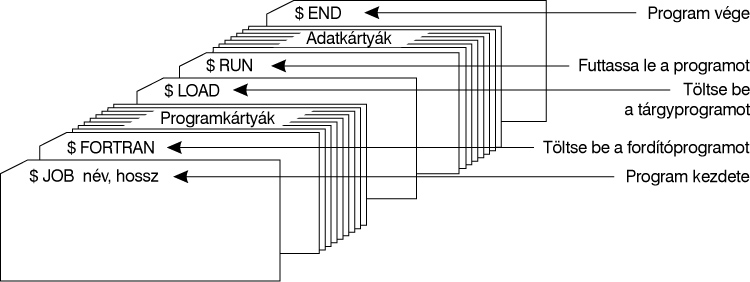 $ END
Program vége
Adatkártyák
$ RUN
Futtassa le a programot
$ LOAD
Töltse be
a tárgyprogramot
Programkártyák
$ FORTRAN
Töltse be a fordítóprogramot
$ JOB név, hossz
Program kezdete